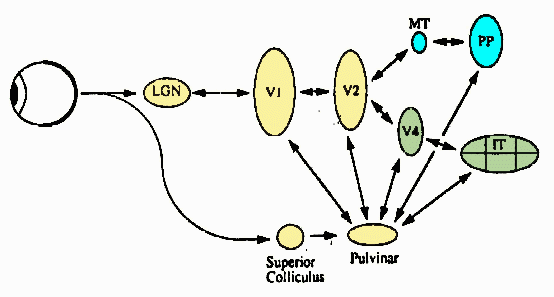 MT
PP
LGN
V1
V2
V4
IT
Superior
Colliculus
Pulvinar